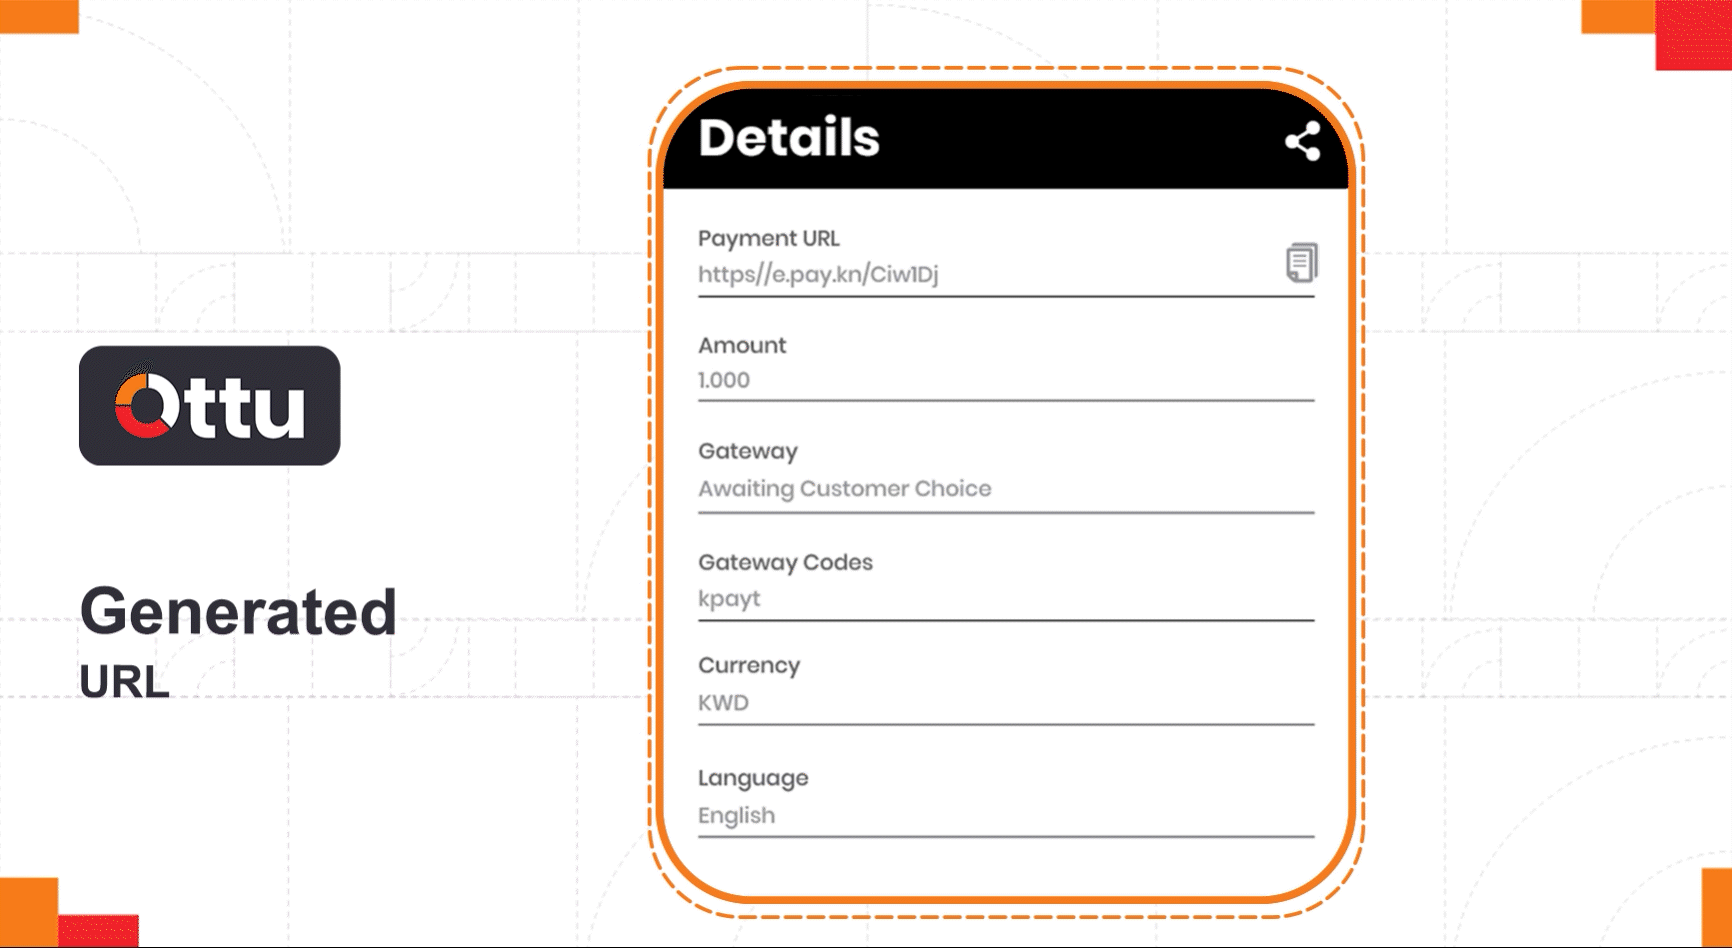 Ottu
Generated
URL
Details
Payment URL
https//e.pay.kn/Ciw1Dj
Amount
1.000
Gateway
Awaiting Customer Choice
Gateway Codes
kpayt
Currency
KWD
Language
English